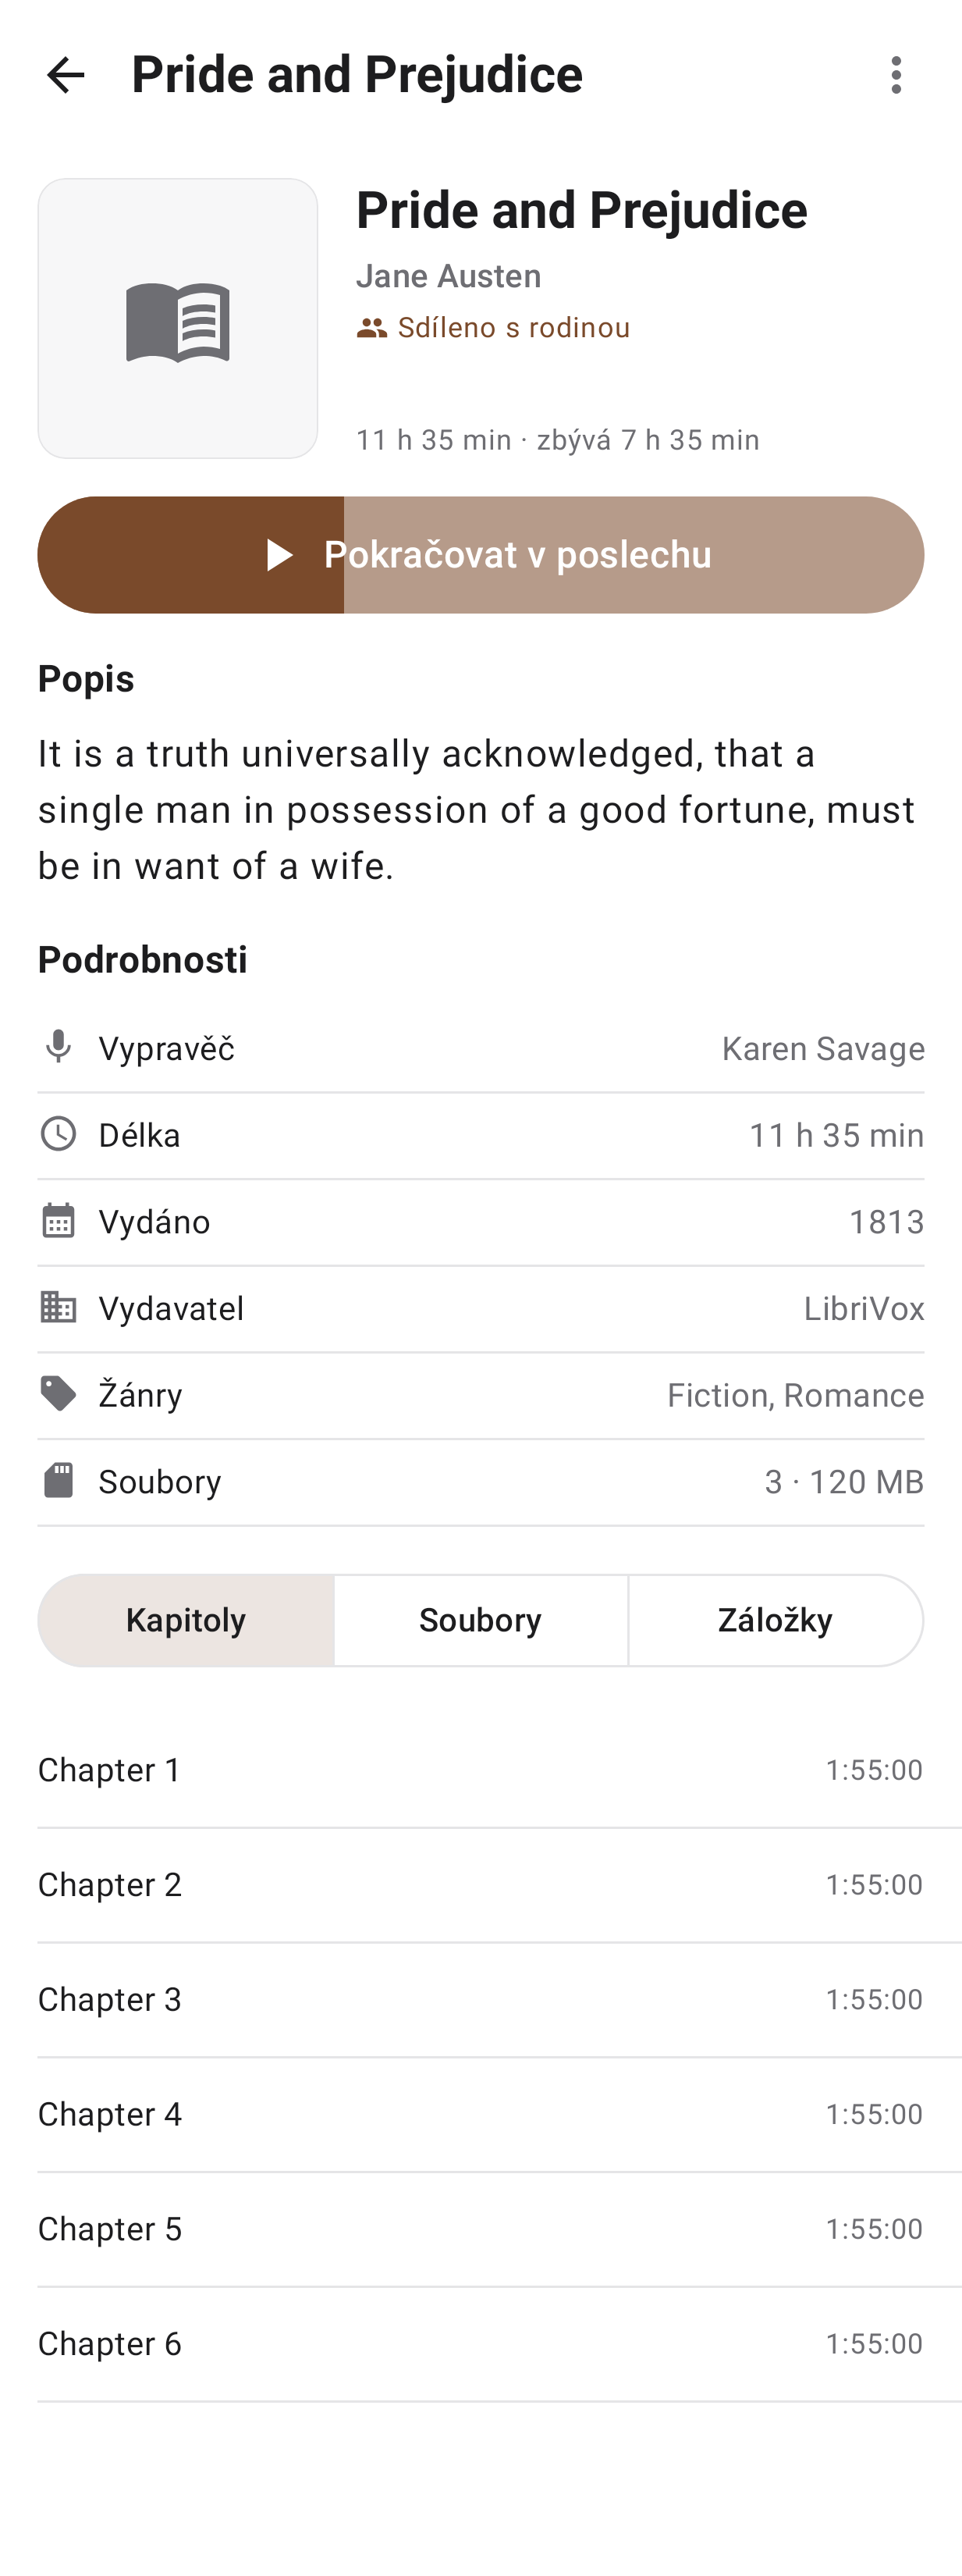 Pride and Prejudice
Pride and Prejudice
Jane Austen
Sdíleno s rodinou
11 h 35 min · zbývá 7 h 35 min
Pokračovat v poslechu
Popis
It is a truth universally acknowledged, that a
single man in possession of a good fortune, must
be in want of a wife.
Podrobnosti
Vypravěč Karen Savage
Délka 11 h 35 min
Vydáno 1813
Vydavatel LibriVox
Žánry Fiction, Romance
Soubory 3 · 120 MB
Kapitoly Soubory Záložky
Chapter 1 1:55:00
Chapter 2 1:55:00
Chapter 3 1:55:00
Chapter 4 1:55:00
Chapter 5 1:55:00
Chapter 6 1:55:00